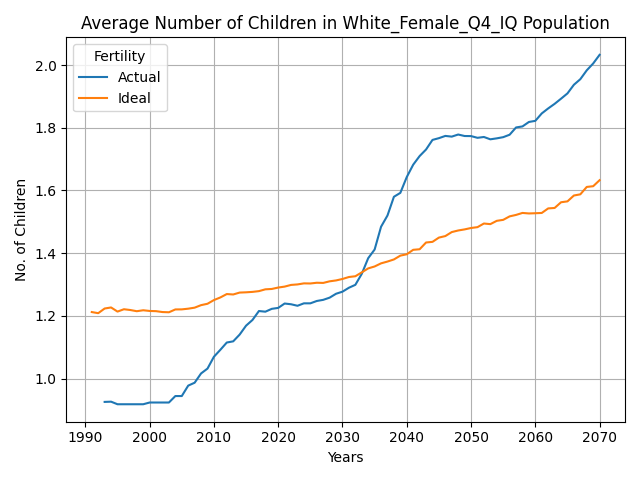 Average Number of Children in White_Female_Q4_IQ Population
Fertility
Actual
Ideal
No. of Children
2.0
1.8
1.6
1.4
1.2
1.0
1990 2000 2010 2020 2030 2040 2050 2060 2070
Years